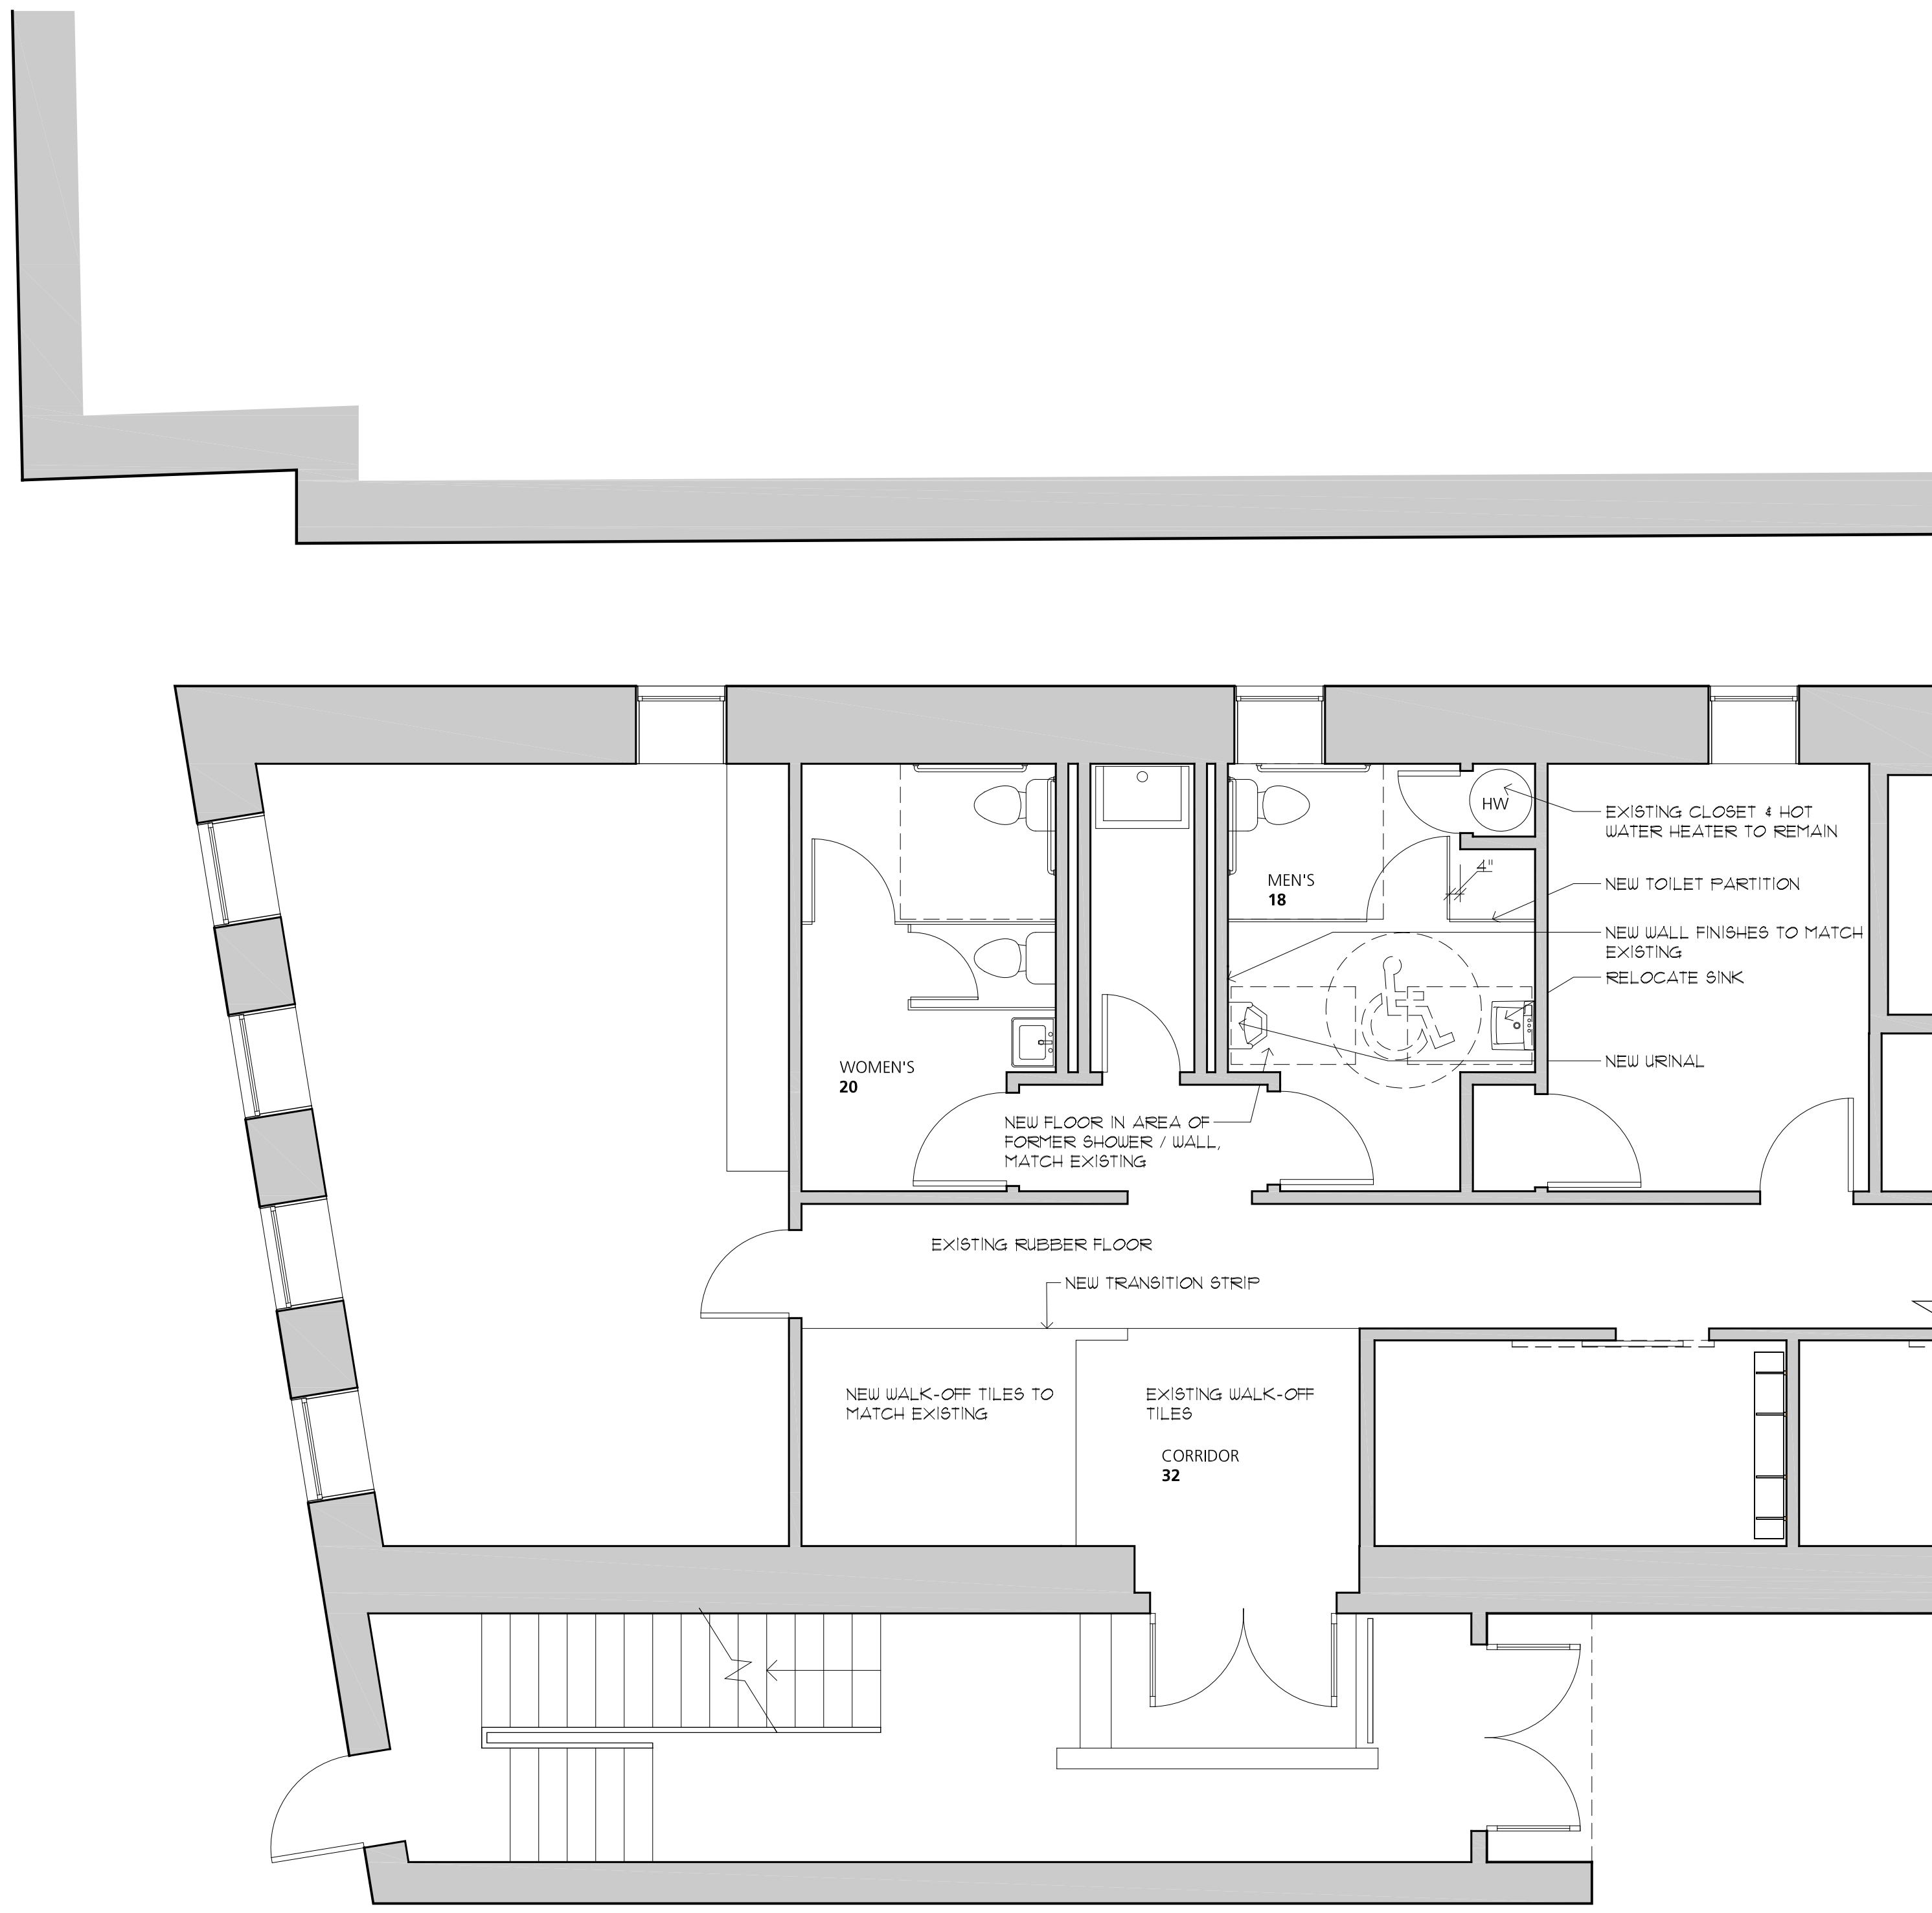 HW
EXISTING CLOSET & HOT
WATER HEATER TO REMAIN
4"
MEN'S
18
NEW TOILET PARTITION
NEW WALL FINISHES TO MATCH
EXISTING
RELOCATE SINK
WOMEN'S
20
NEW URINAL
NEW FLOOR IN AREA OF
FORMER SHOWER / WALL,
MATCH EXISTING
EXISTING RUBBER FLOOR
NEW TRANSITION STRIP
NEW WALK-OFF TILES TO
MATCH EXISTING
EXISTING WALK-OFF
TILES
CORRIDOR
32